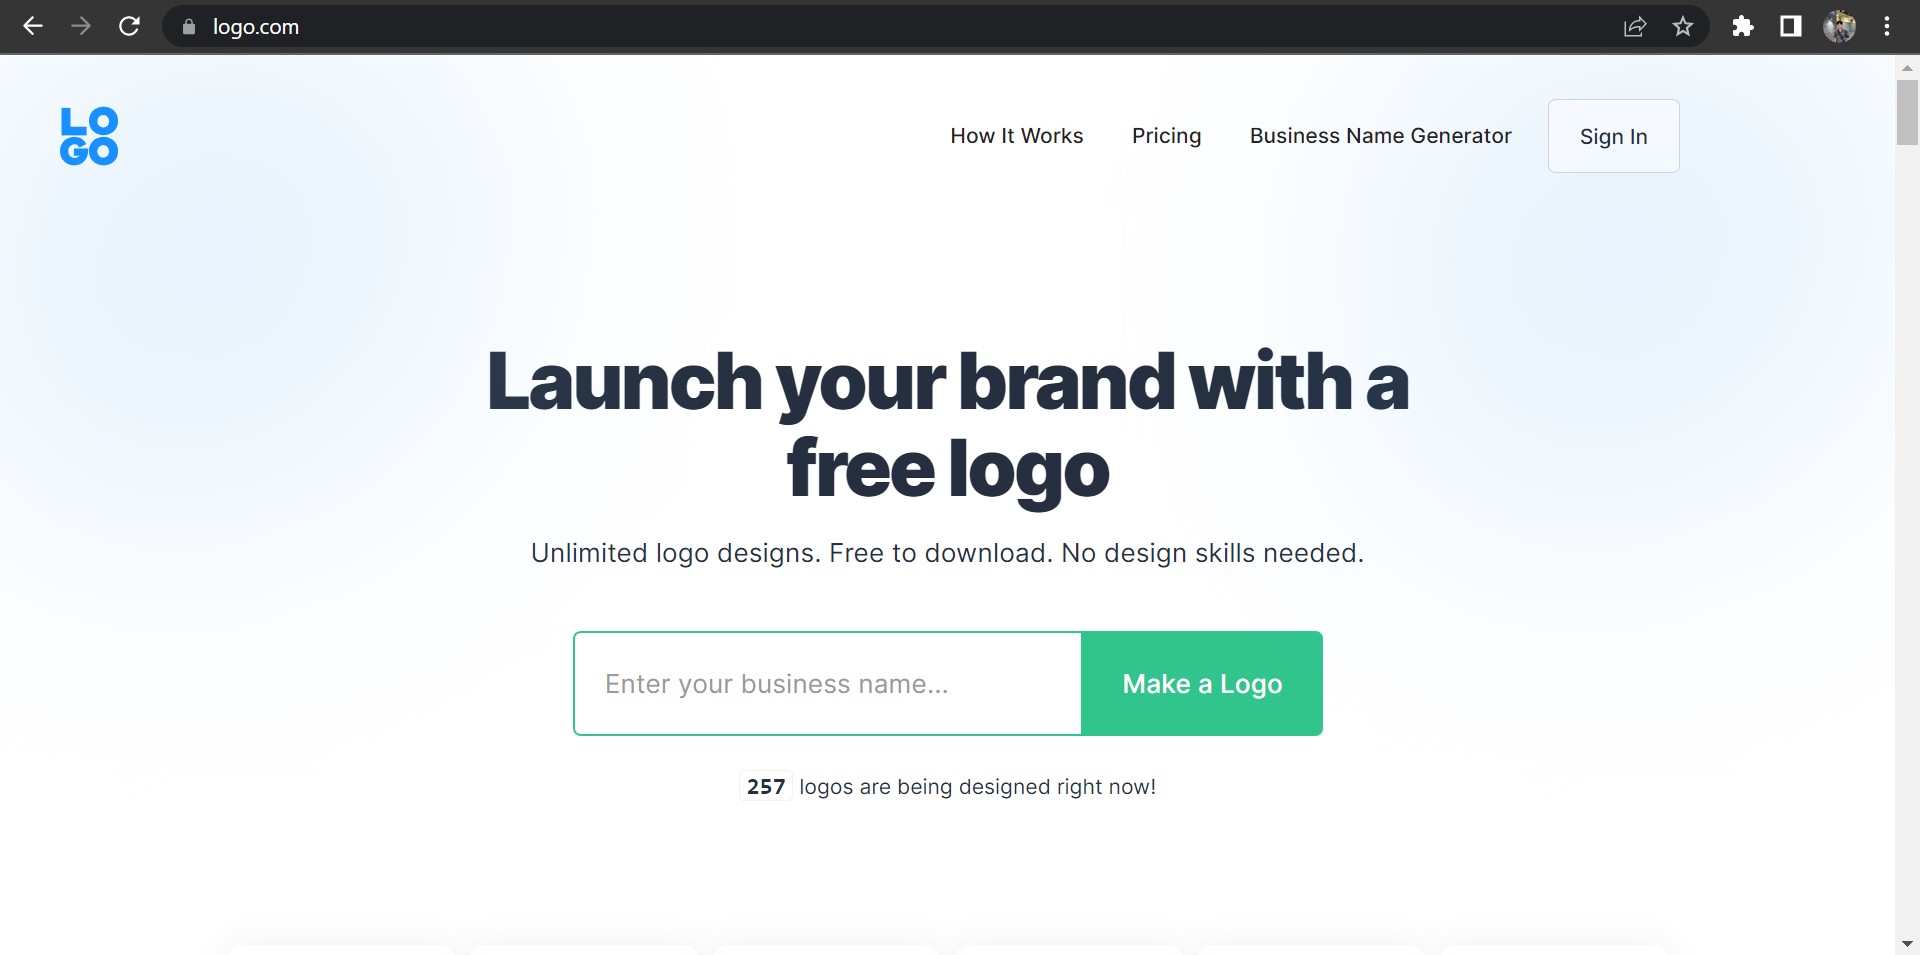 logo.com
LO
GO
How It Works
Pricing
Business Name Generator
Sign In
Launch your brand with a
free logo
Unlimited logo designs. Free to download. No design skills needed.
Enter your business name...
Make a Logo
257 logos are being designed right now!